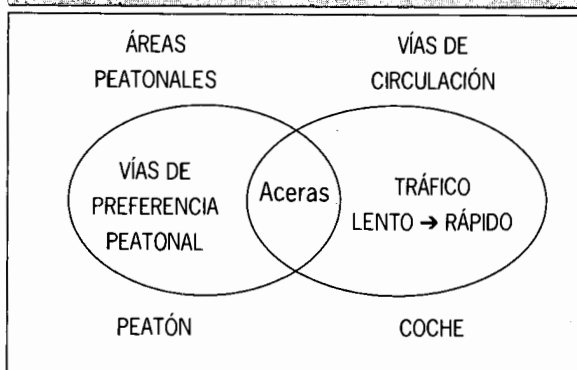 ÁREAS
PEATONALES
VÍAS DE
CIRCULACIÓN
VÍAS DE
PREFERENCIA
PEATONAL
Aceras
TRÁFICO
LENTO → RÁPIDO
PEATÓN
COCHE